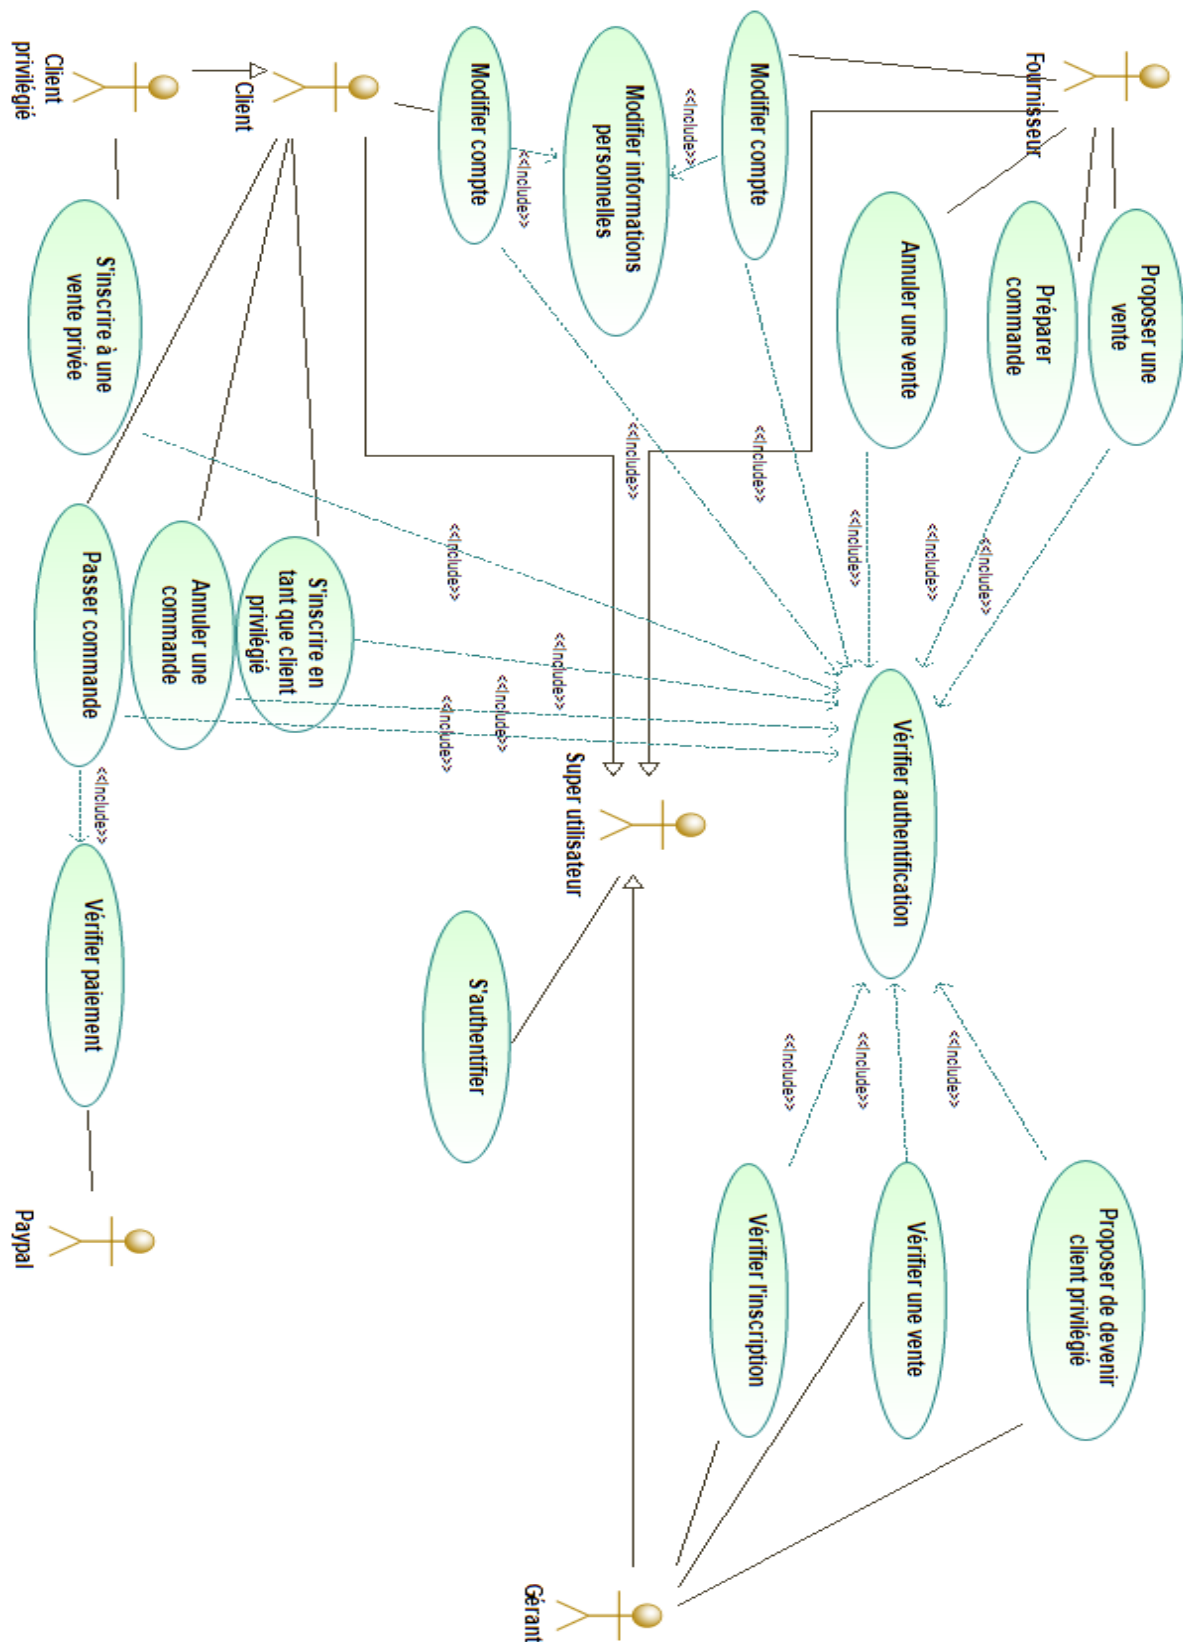 Proposer une
vente
Proposer de devenir
client privilégié
Préparer
commande
Fournisseur
<<Include>>
<<Include>>
<<Include>>
Annuler une vente
Vérifier authentification
Vérifier une vente
<<Include>>
<<Include>>
<<Include>>
Modifier compte
<<Include>>
Vérifier l'inscription
<<Include>>
Modifier informations
personnelles
<<Include>>
Super utilisateur
<<Include>>
<<Include>>
Gérant
<<Include>>
Modifier compte
S'authentifier
<<Include>>
<<Include>>
S'inscrire en
tant que client
privilégié
Client
Annuler une
commande
S'inscrire à une
vente privée
<<Include>>
Passer commande
Vérifier paiement
Client
privilégié
Paypal